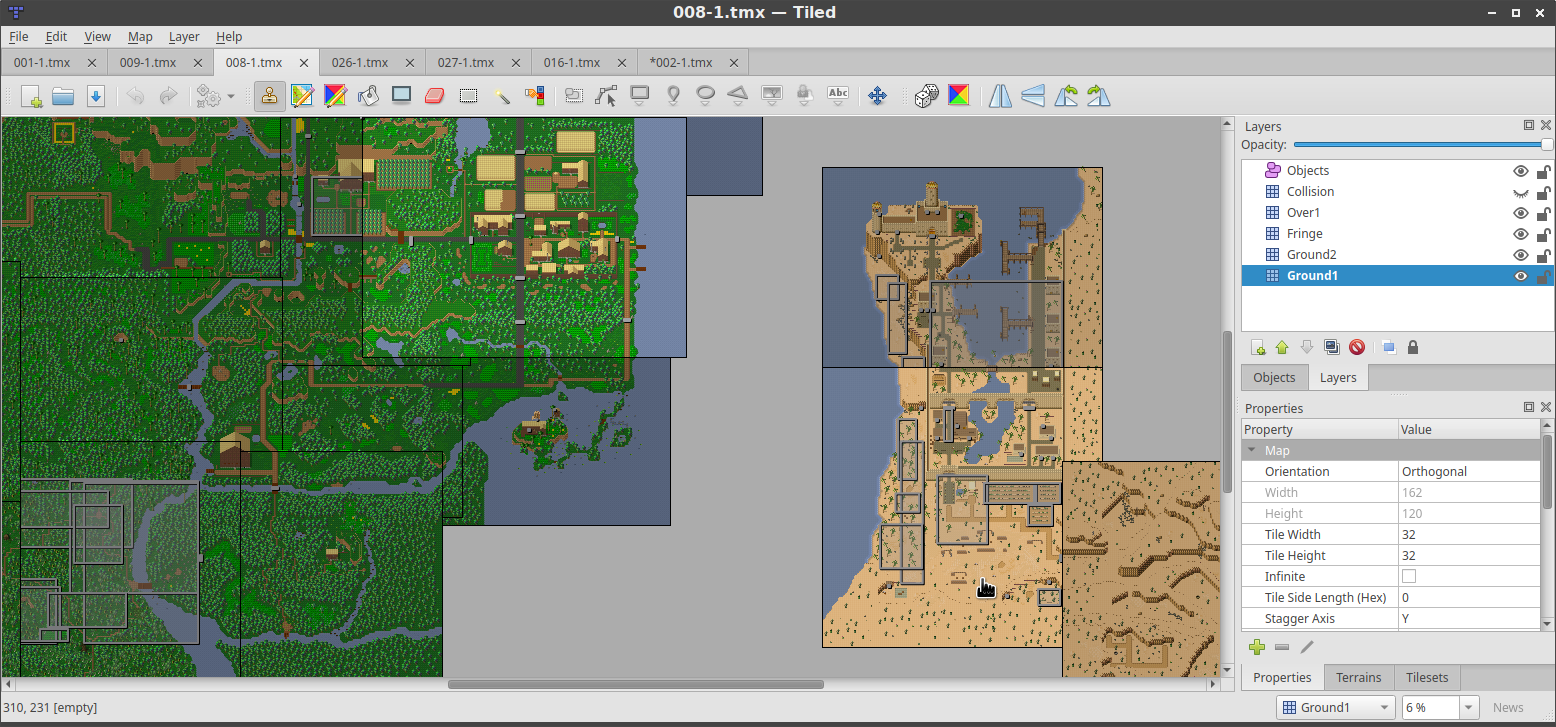 008-1.tmx — Tiled
File Edit View Map Layer Help
001-1.tmx 009-1.tmx 008-1.tmx 026-1.tmx 027-1.tmx 016-1.tmx *002-1.tmx
Abc
Layers
Opacity:
Objects
Collision
Over1
Fringe
Ground2
Ground1
Objects Layers
Properties
Property Value
Map
Orientation Orthogonal
Width 162
Height 120
Tile Width 32
Tile Height 32
Infinite
Tile Side Length (Hex) 0
Stagger Axis Y
Properties Terrains Tilesets
310, 231 [empty]
Ground1 6 % News